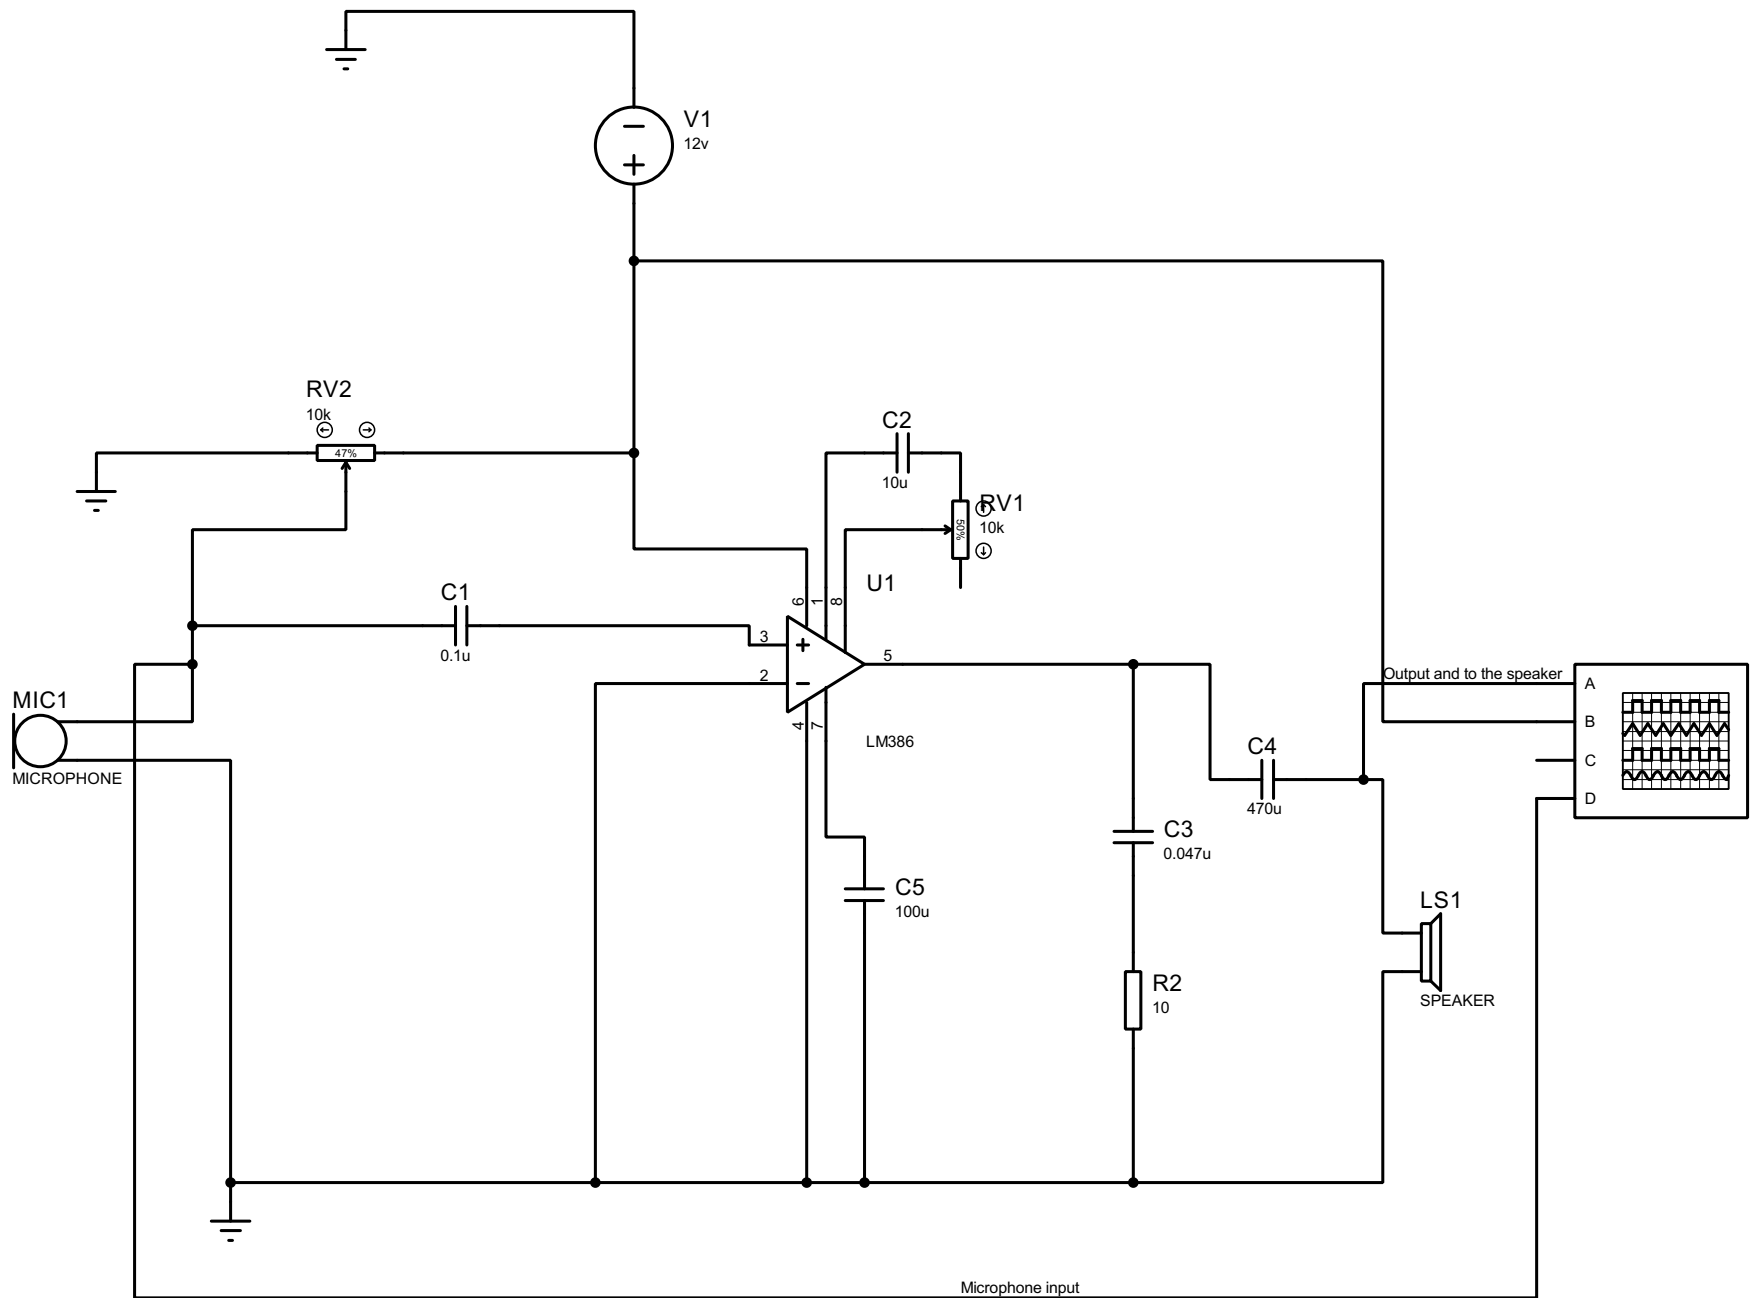 V1
12v
RV2
10k
47%
C2
10u
RV1
10k
50%
U1
C1
0.1u
6
1
8
3
2
5
4
7
LM386
Output and to the speaker
A
B
C
D
MIC1
MICROPHONE
C4
470u
C3
0.047u
C5
100u
LS1
SPEAKER
R2
10
Microphone input